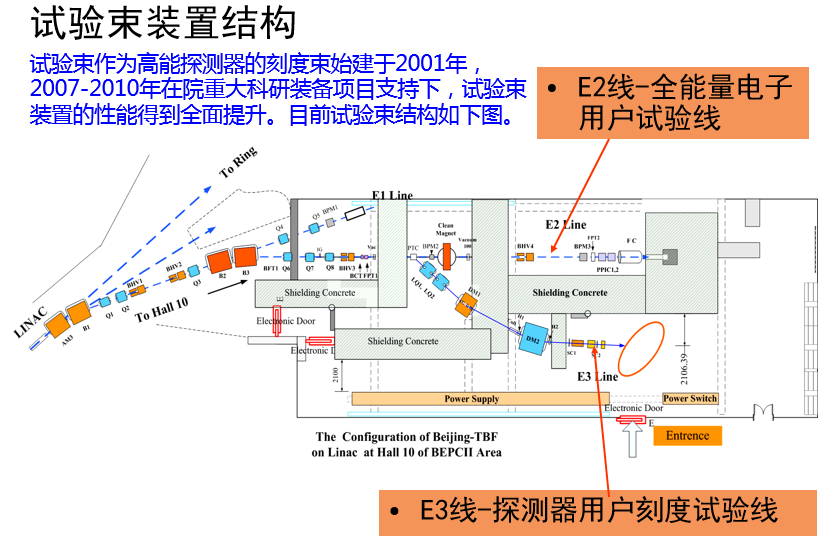 试验束装置结构
试验束作为高能探测器的刻度束始建于2001年，
2007-2010年在院重大科研装备项目支持下，试验束
装置的性能得到全面提升。目前试验束结构如下图。
• E2线-全能量电子
用户试验线
To Ring
E1 Line
Q4
Q5
BPM1
E2 Line
Clean
Magnet
PTC
BPM2
Vacuum
100
BHV4
BPM3
FPT2
PPIC1,2
F C
BHV2
BHV1
B2
B3
BFT1
Q6
Q7
Q8
BHV3
Vac
BCT
FPT1
Q3
Q2
Q1
B1
AM3
LINAC
To Hall 10
LQ1, LQ2
DM1
DM2
Shielding Concrete
Shielding Concrete
Shielding Concrete
Electronic Door
Electronic D
H1
H2
SC1
E3 Line
2100
2106.39
Power Supply
Power Switch
Electronic Door
E
Entrence
The Configuration of Beijing-TBF
on Linac at Hall 10 of BEPCII Area
• E3线-探测器用户刻度试验线